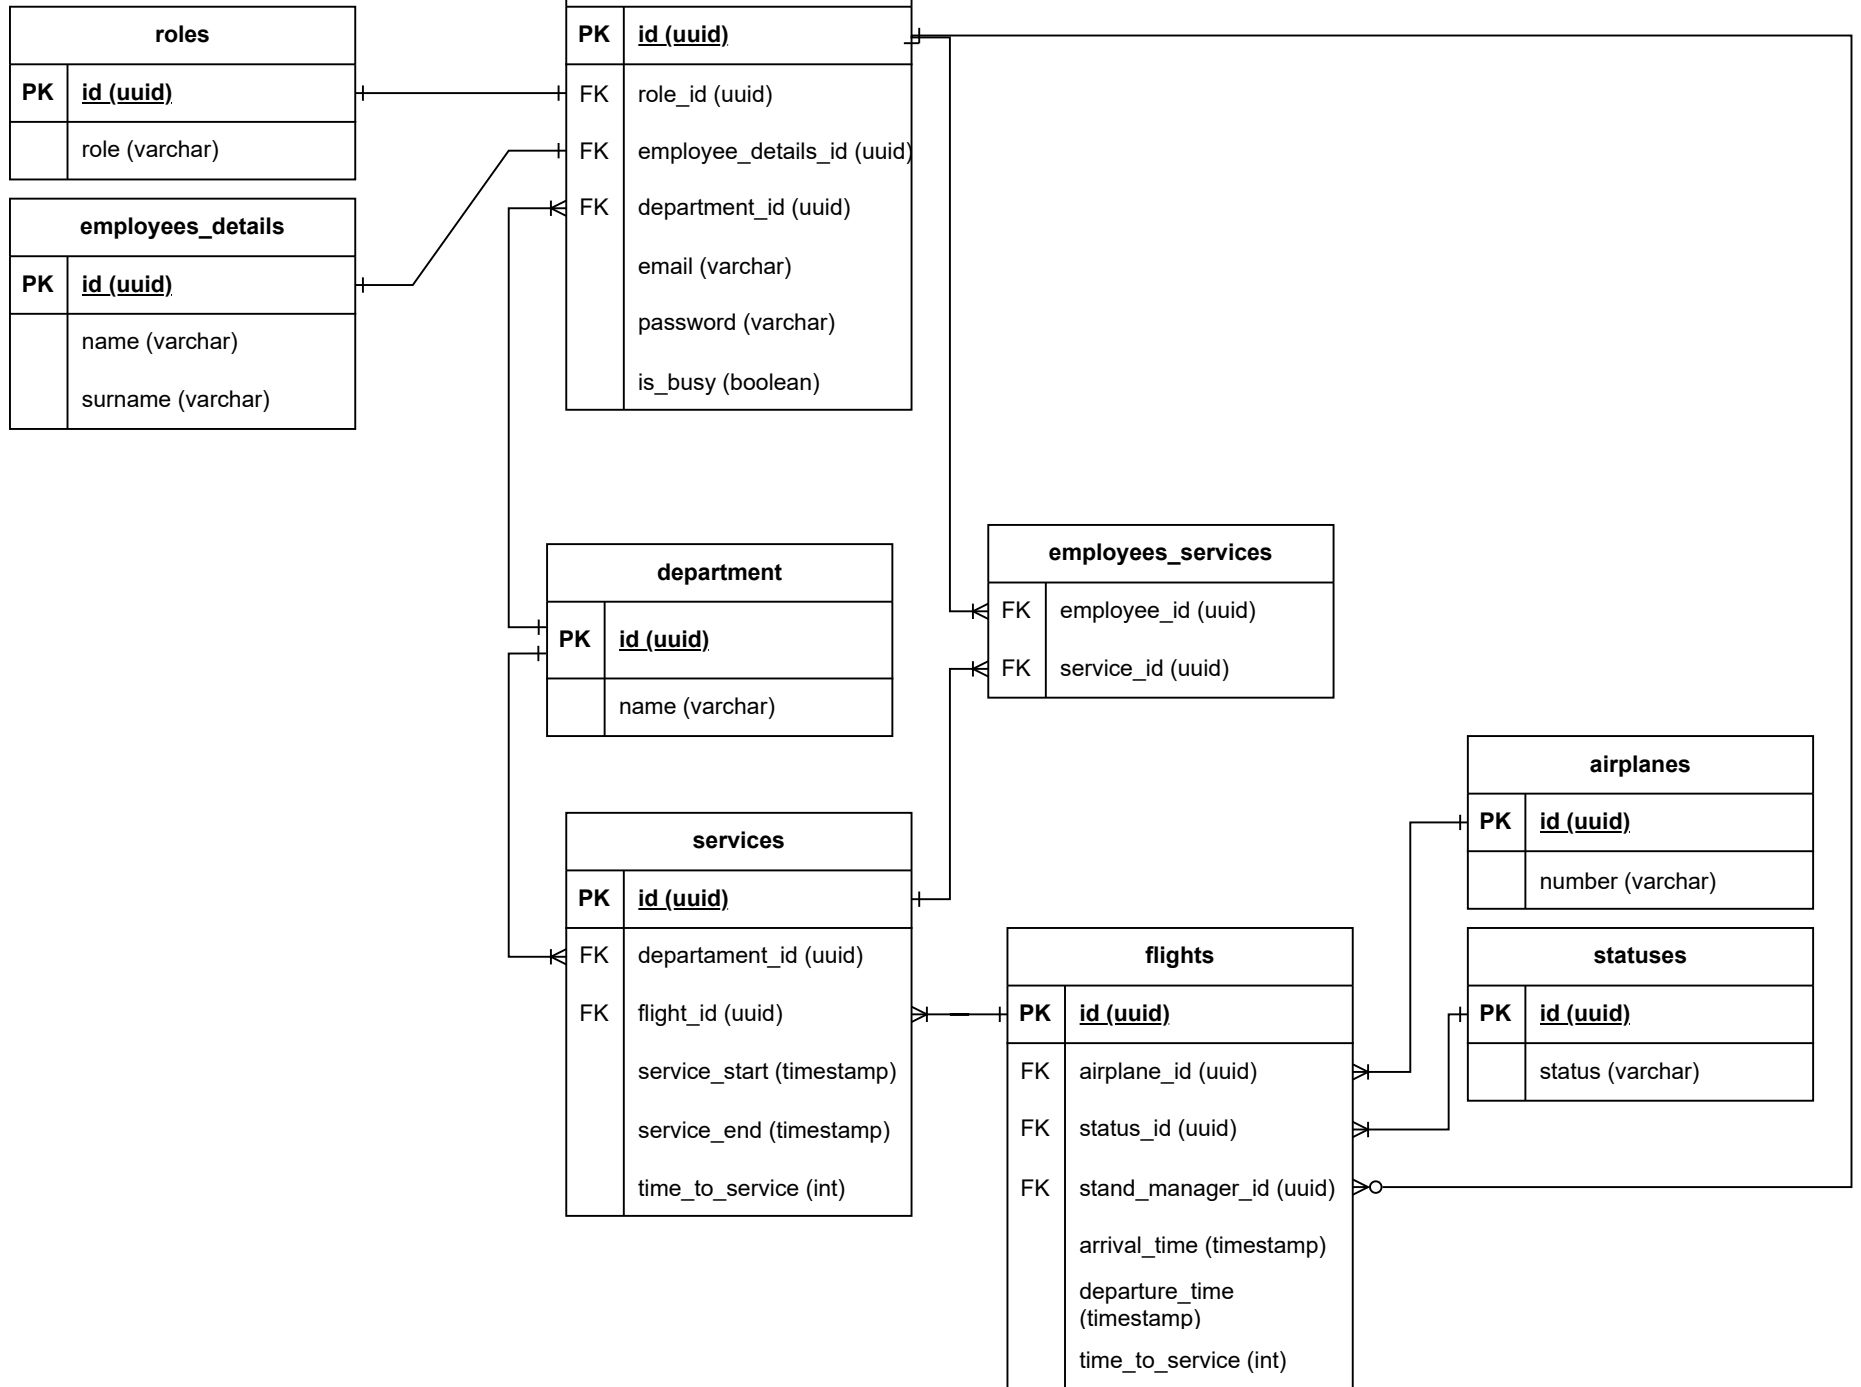 roles
PK id (uuid)
role (varchar)
employees_details
PK id (uuid)
name (varchar)
surname (varchar)
PK id (uuid)
FK role_id (uuid)
FK employee_details_id (uuid)
FK department_id (uuid)
email (varchar)
password (varchar)
is_busy (boolean)
department
PK id (uuid)
name (varchar)
employees_services
FK employee_id (uuid)
FK service_id (uuid)
services
PK id (uuid)
FK departament_id (uuid)
FK flight_id (uuid)
service_start (timestamp)
service_end (timestamp)
time_to_service (int)
flights
PK id (uuid)
FK airplane_id (uuid)
FK status_id (uuid)
FK stand_manager_id (uuid)
arrival_time (timestamp)
departure_time
(timestamp)
time_to_service (int)
airplanes
PK id (uuid)
number (varchar)
statuses
PK id (uuid)
status (varchar)